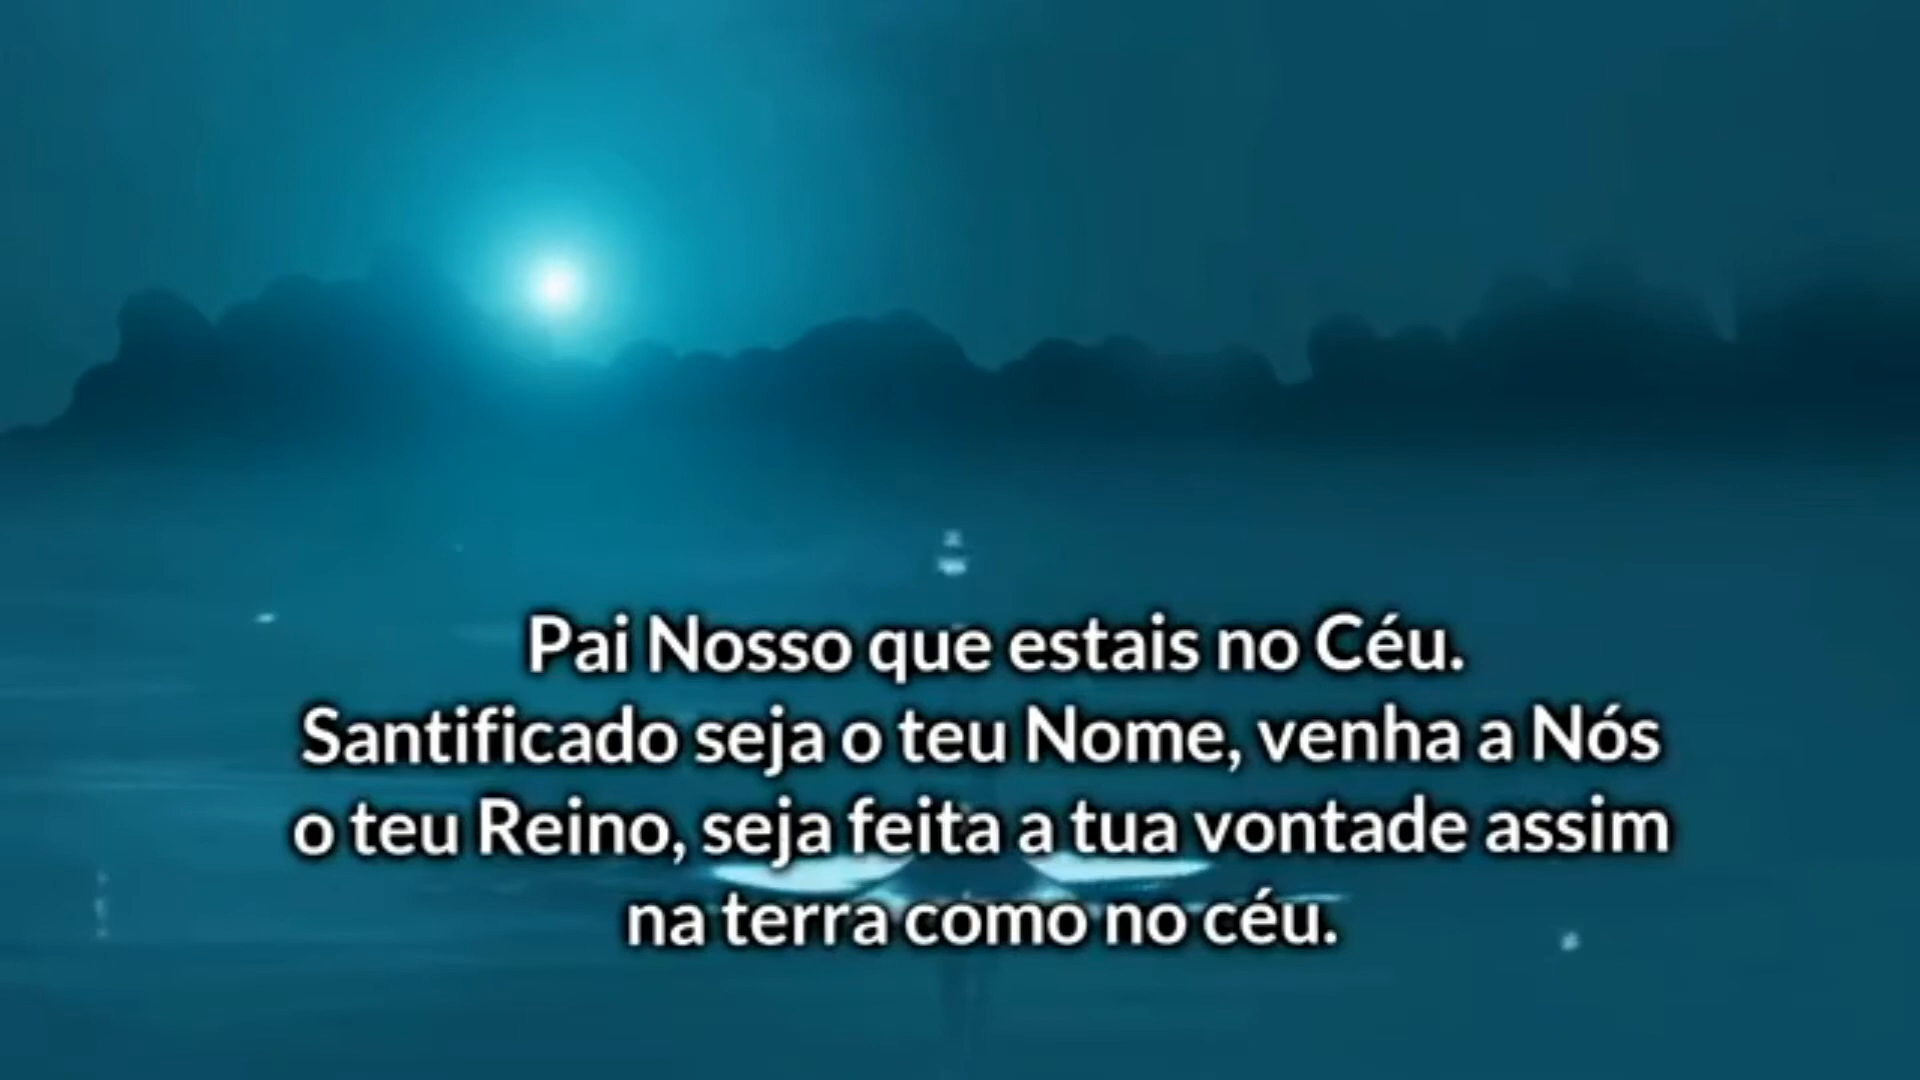 Pai Nosso que estais no Céu.
Santificado seja o teu Nome, venha a Nós
o teu Reino, seja feita a tua vontade assim
na terra como no céu.